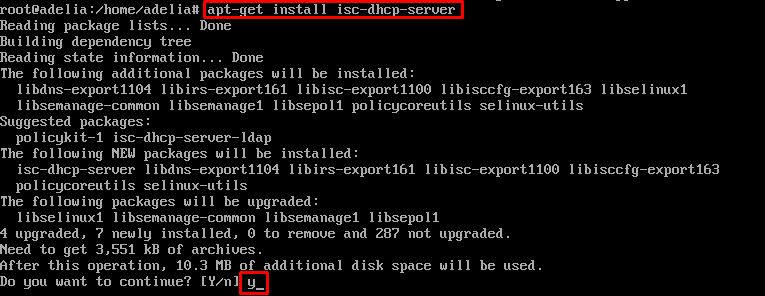 root@adelia:/home/adelia# apt-get install isc-dhcp-server
Reading package lists... Done
Building dependency tree
Reading state information... Done
The following additional packages will be installed:
  libdns-export1104 libirs-export161 libisc-export1100 libisccfg-export163 libselinux1
  libsemanage-common libsemanage1 libsepol1 policycoreutils selinux-utils
Suggested packages:
  policykit-1 isc-dhcp-server-ldap
The following NEW packages will be installed:
  isc-dhcp-server libdns-export1104 libirs-export161 libisc-export1100 libisccfg-export163
  policycoreutils selinux-utils
The following packages will be upgraded:
  libselinux1 libsemanage-common libsemanage1 libsepol1
4 upgraded, 7 newly installed, 0 to remove and 287 not upgraded.
Need to get 3,551 kB of archives.
After this operation, 10.3 MB of additional disk space will be used.
Do you want to continue? [Y/n] y_